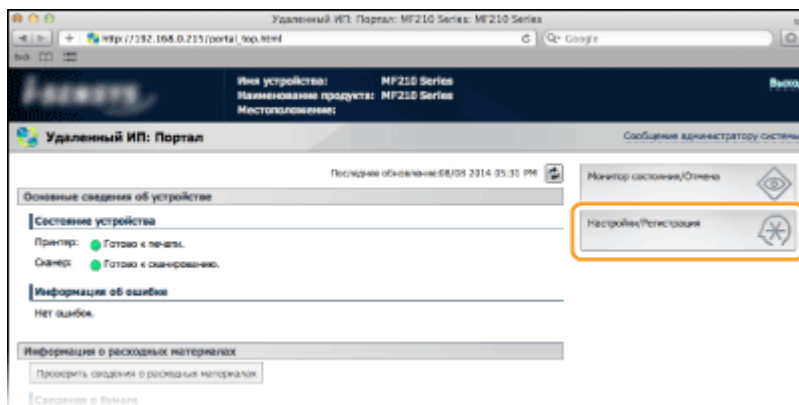 Удаленный ИП: Портал: MF210 Series: MF210 Series
http://192.168.0.215/portal_top.html
Google
Имя устройства: MF210 Series
Наименование продукта: MF210 Series
Местоположение:
Удаленный ИП: Портал
Сообщение администратору системы
Последнее обновление:08/08 2014 05:31 PM
Монитор состояния/Отмена
Основные сведения об устройстве
Настройки/Регистрация
Состояние устройства
Принтер: Готово к печати.
Сканер: Готово к сканированию.
Информация об ошибке
Нет ошибок.
Информация о расходных материалах
Проверить сведения о расходных материалах
Сведения о бумаге